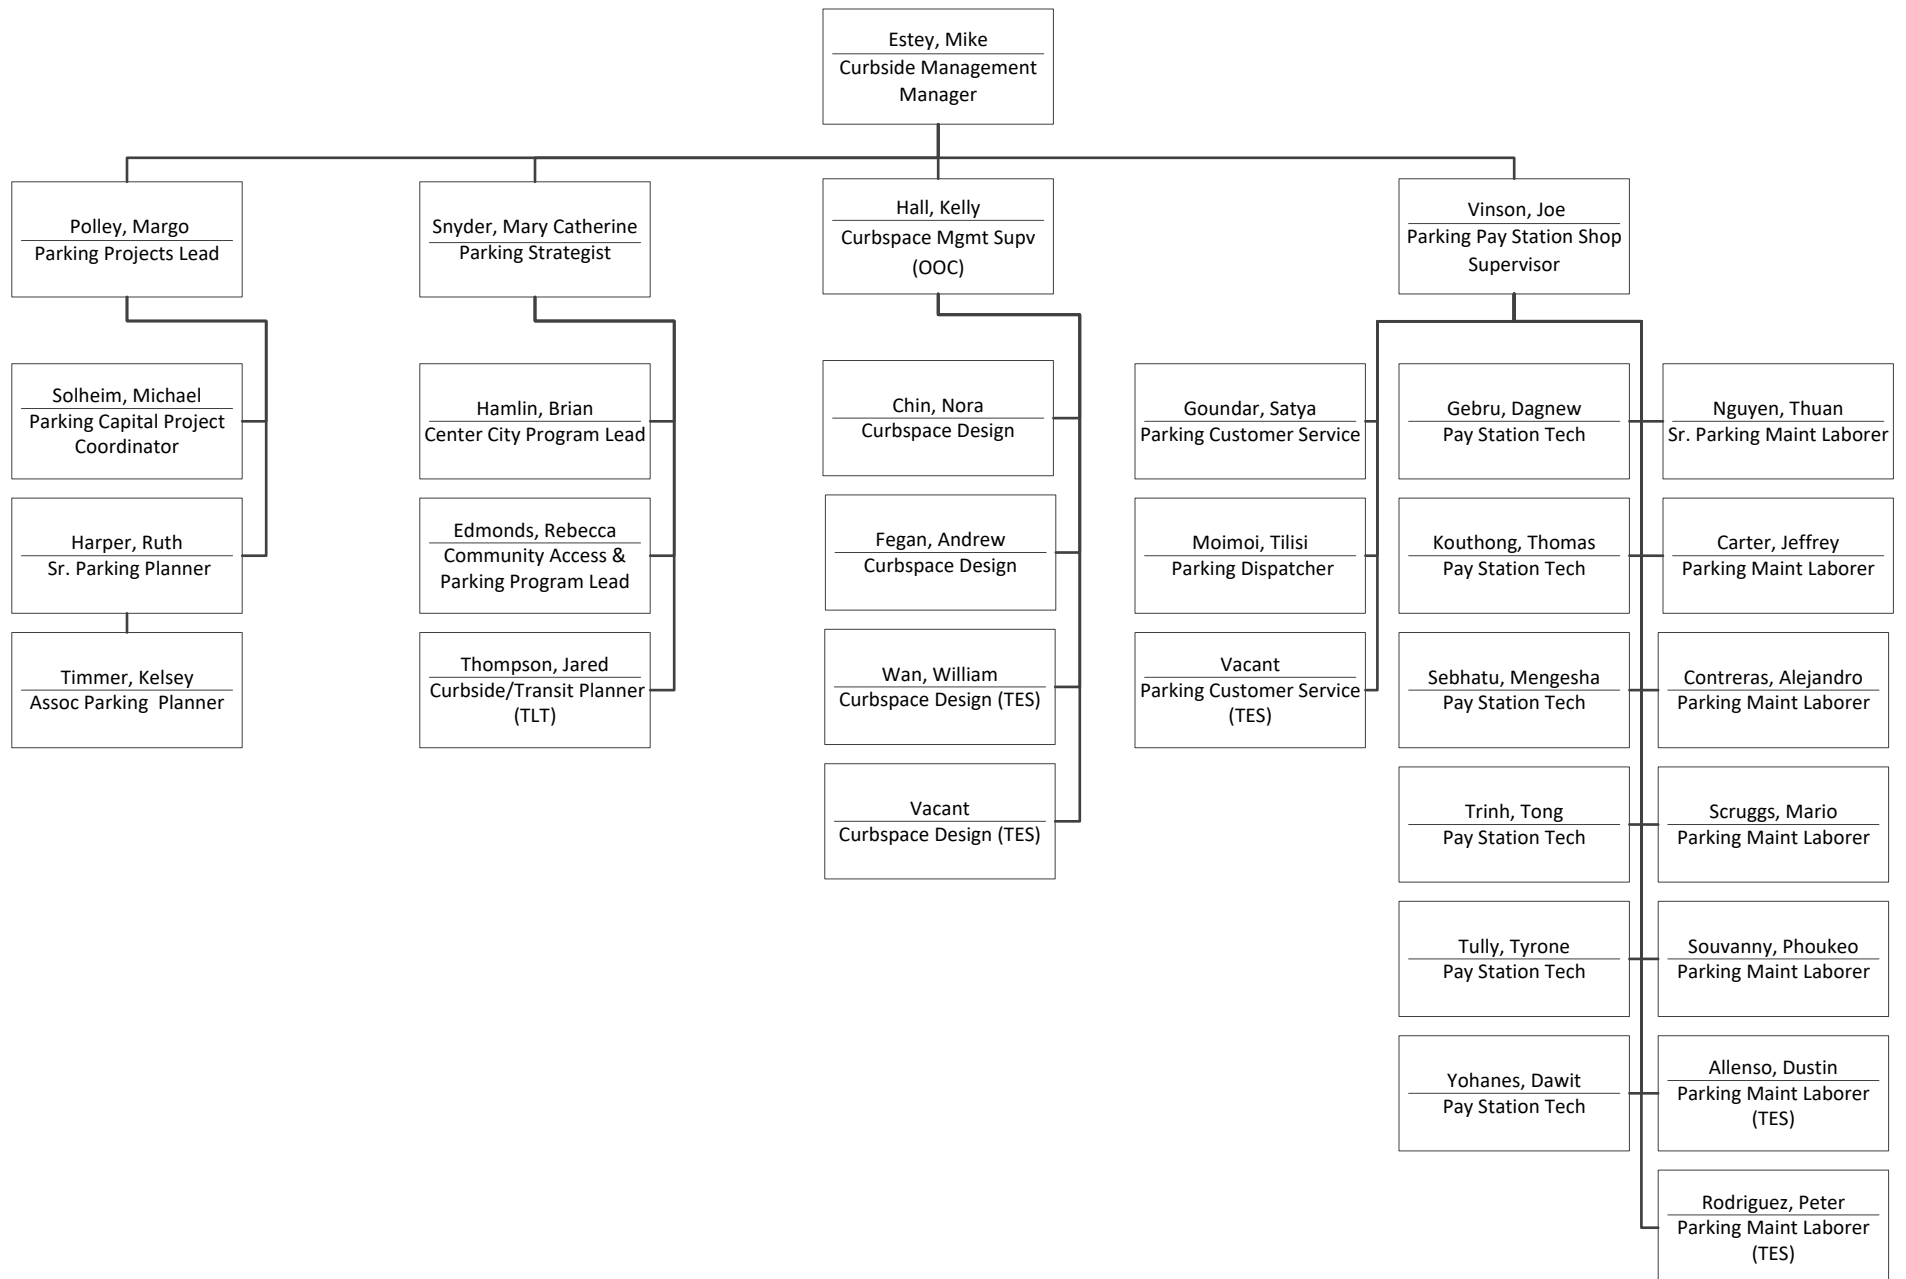 Estey, Mike
Curbside Management
Manager
Polley, Margo
Parking Projects Lead
Solheim, Michael
Parking Capital Project
Coordinator
Harper, Ruth
Sr. Parking Planner
Timmer, Kelsey
Assoc Parking  Planner
Snyder, Mary Catherine
Parking Strategist
Hamlin, Brian
Center City Program Lead
Edmonds, Rebecca
Community Access &
Parking Program Lead
Thompson, Jared
Curbside/Transit Planner
(TLT)
Hall, Kelly
Curbspace Mgmt Supv
(OOC)
Chin, Nora
Curbspace Design
Fegan, Andrew
Curbspace Design
Wan, William
Curbspace Design (TES)
Vacant
Curbspace Design (TES)
Vinson, Joe
Parking Pay Station Shop
Supervisor
Goundar, Satya
Parking Customer Service
Moimoi, Tilisi
Parking Dispatcher
Vacant
Parking Customer Service
(TES)
Gebru, Dagnew
Pay Station Tech
Kouthong, Thomas
Pay Station Tech
Sebhatu, Mengesha
Pay Station Tech
Trinh, Tong
Pay Station Tech
Tully, Tyrone
Pay Station Tech
Yohanes, Dawit
Pay Station Tech
Nguyen, Thuan
Sr. Parking Maint Laborer
Carter, Jeffrey
Parking Maint Laborer
Contreras, Alejandro
Parking Maint Laborer
Scruggs, Mario
Parking Maint Laborer
Souvanny, Phoukeo
Parking Maint Laborer
Allenso, Dustin
Parking Maint Laborer
(TES)
Rodriguez, Peter
Parking Maint Laborer
(TES)